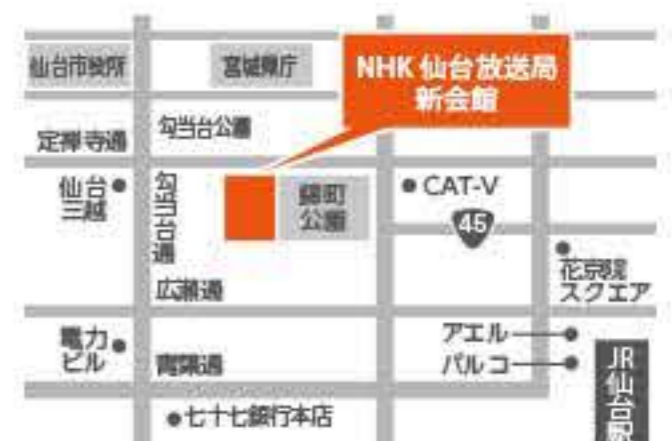 仙台市役所
宮城県庁
NHK 仙台放送局
新会館
定禅寺通
勾当台公園
仙台
三越
勾当台通
錦町
公園
CAT-V
45
広瀬通
花京院
スクエア
電力
ビル
青葉通
アエル
パルコ
JR仙台駅
七十七銀行本店